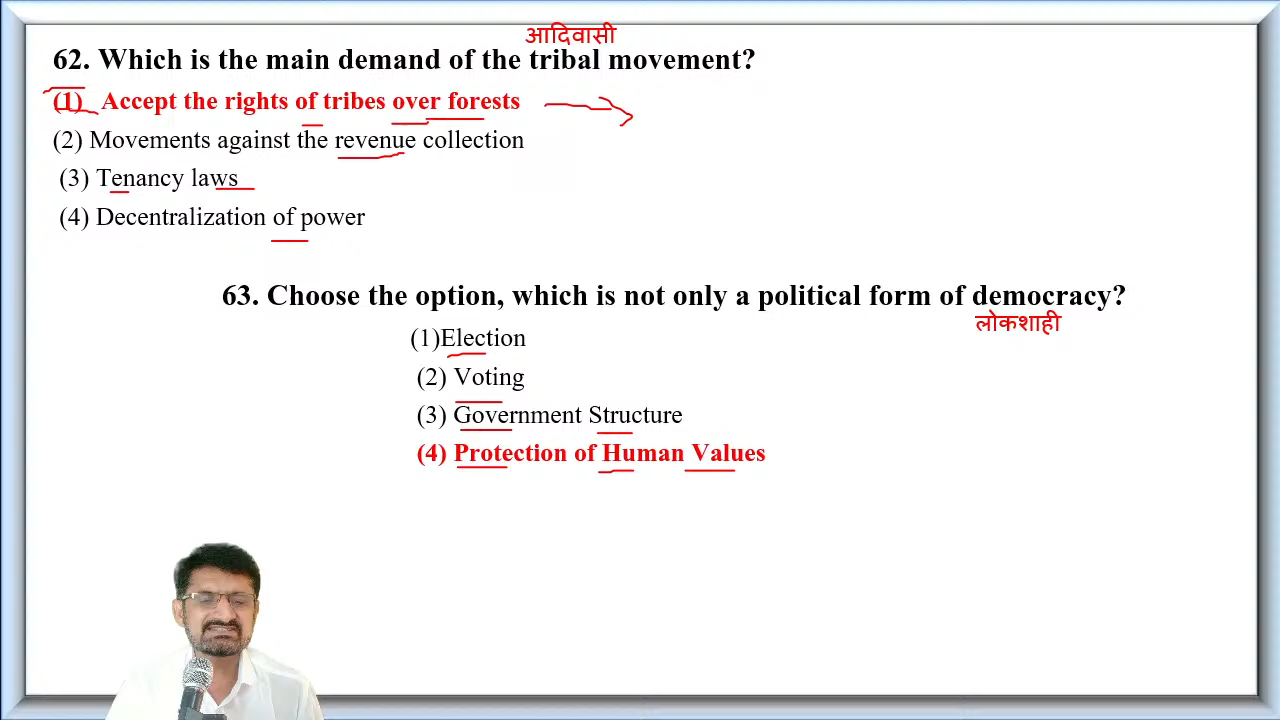 आदिवासी
62. Which is the main demand of the tribal movement?
(1) Accept the rights of tribes over forests
(2) Movements against the revenue collection
(3) Tenancy laws
(4) Decentralization of power
63. Choose the option, which is not only a political form of democracy?
लोकशाही
(1)Election
(2) Voting
(3) Government Structure
(4) Protection of Human Values